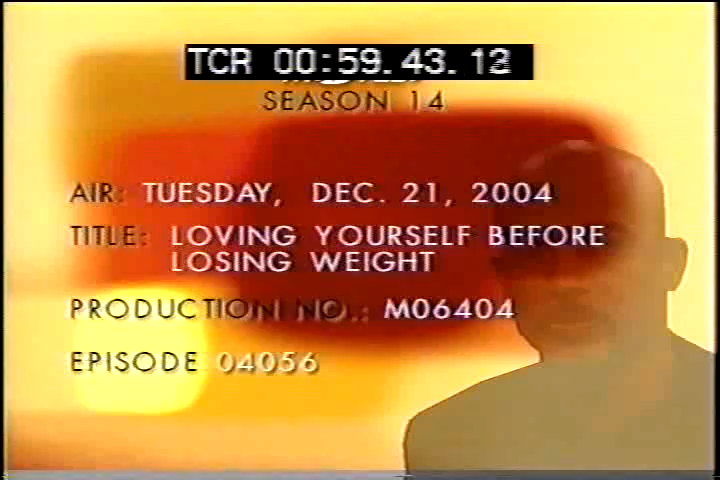 TCR 00:59.43.12
SEASON 14
AIR: TUESDAY, DEC. 21, 2004
TITLE: LOVING YOURSELF BEFORE
LOSING WEIGHT
PRODUCTION NO.: M06404
EPISODE 04056